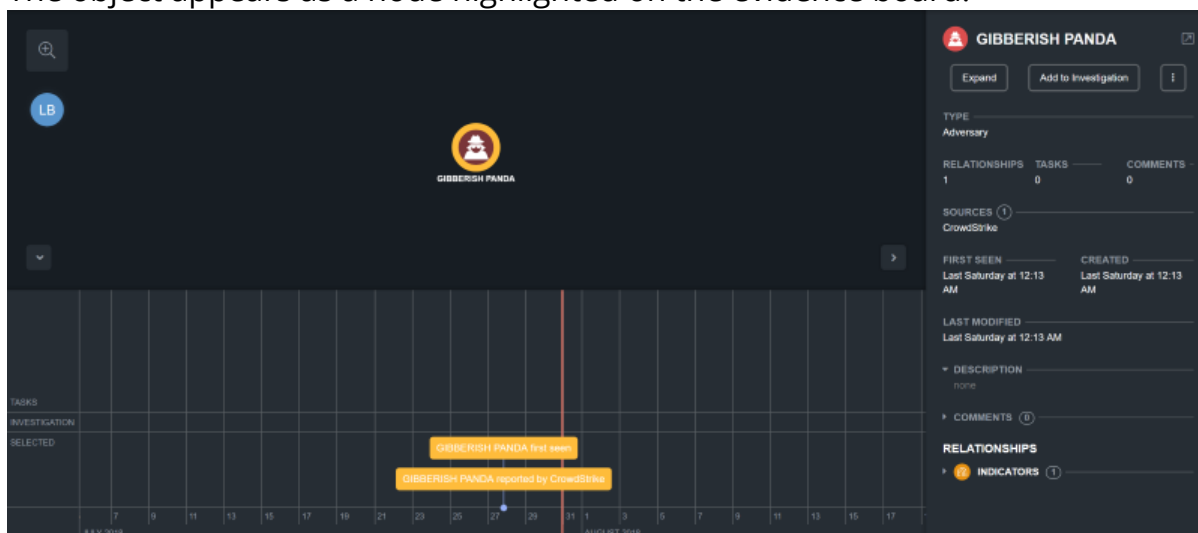 The object appears as a node highlighted on the evidence board.
LB
GIBBERISH PANDA
TASKS
INVESTIGATION
SELECTED
GIBBERISH PANDA first seen
GIBBERISH PANDA reported by CrowdStrike
7 9 11 13 15 17 19 21 23 25 27 29 31 1 3 5 7 9 11 13 15 17
JULY 2018 AUGUST 2018
GIBBERISH PANDA
Expand Add to Investigation
TYPE
Adversary
RELATIONSHIPS TASKS COMMENTS
1 0 0
SOURCES 1
CrowdStrike
FIRST SEEN CREATED
Last Saturday at 12:13 Last Saturday at 12:13
AM AM
LAST MODIFIED
Last Saturday at 12:13 AM
DESCRIPTION
none
COMMENTS 0
RELATIONSHIPS
INDICATORS 1